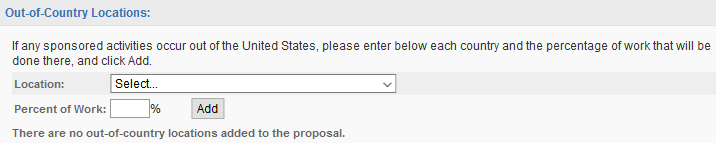 Out-of-Country Locations:
If any sponsored activities occur out of the United States, please enter below each country and the percentage of work that will be
done there, and click Add.
Location: Select...
Percent of Work: % Add
There are no out-of-country locations added to the proposal.